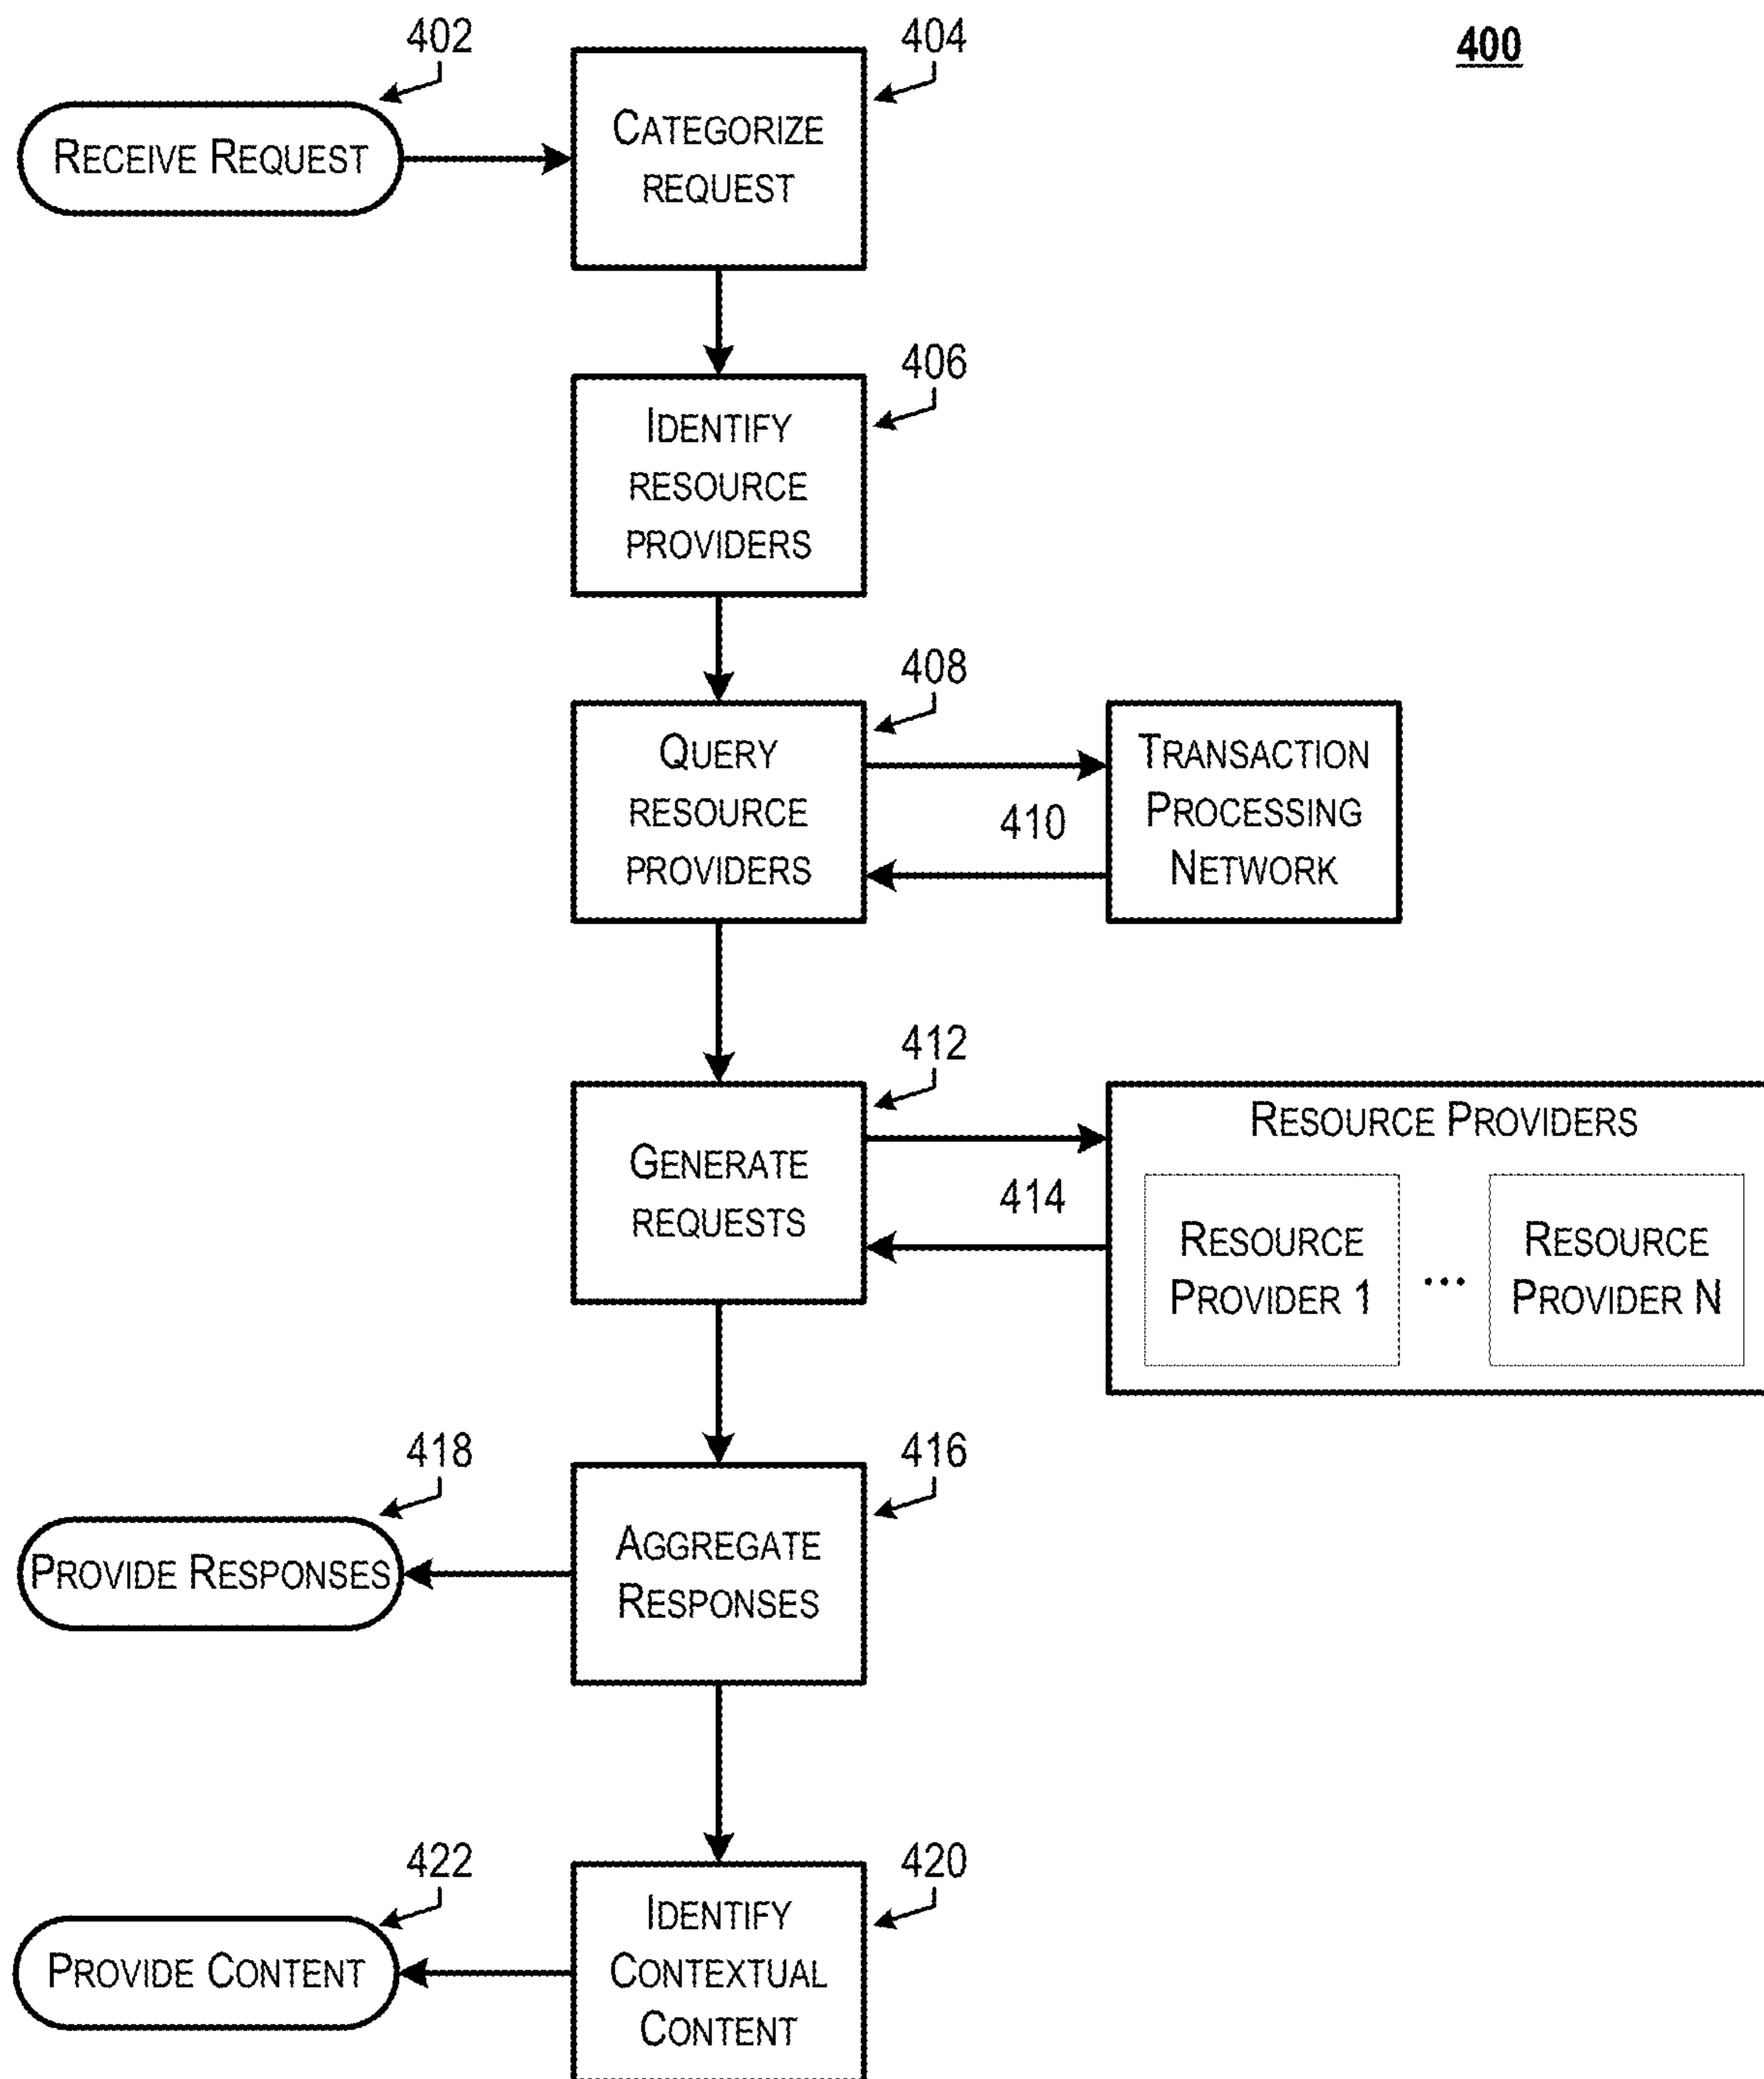 402
404
400
RECEIVE REQUEST
CATEGORIZE
REQUEST
406
IDENTIFY
RESOURCE
PROVIDERS
408
QUERY
RESOURCE
PROVIDERS
410
TRANSACTION
PROCESSING
NETWORK
412
GENERATE
REQUESTS
414
RESOURCE PROVIDERS
RESOURCE
PROVIDER 1
...
RESOURCE
PROVIDER N
418
416
PROVIDE RESPONSES
AGGREGATE
RESPONSES
422
420
PROVIDE CONTENT
IDENTIFY
CONTEXTUAL
CONTENT